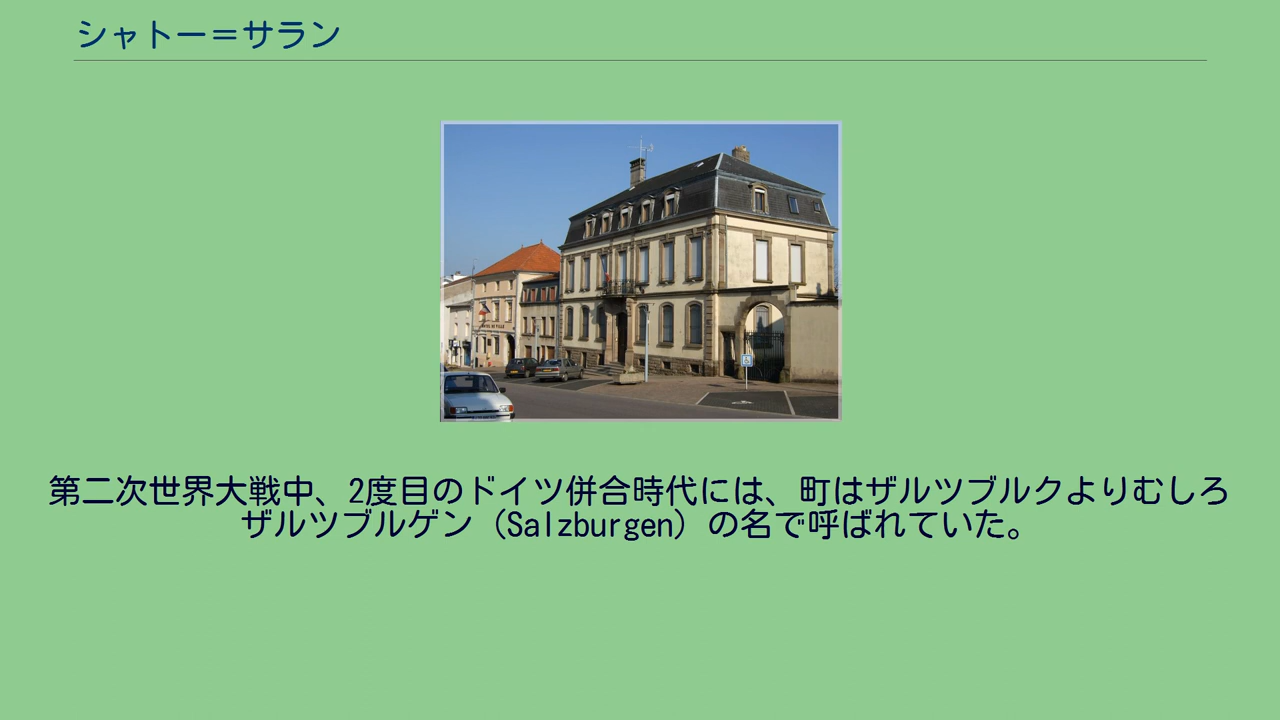 シャトー＝サラン
第二次世界大戦中、2度目のドイツ併合時代には、町はザルツブルクよりむしろ
ザルツブルゲン（Salzburgen）の名で呼ばれていた。